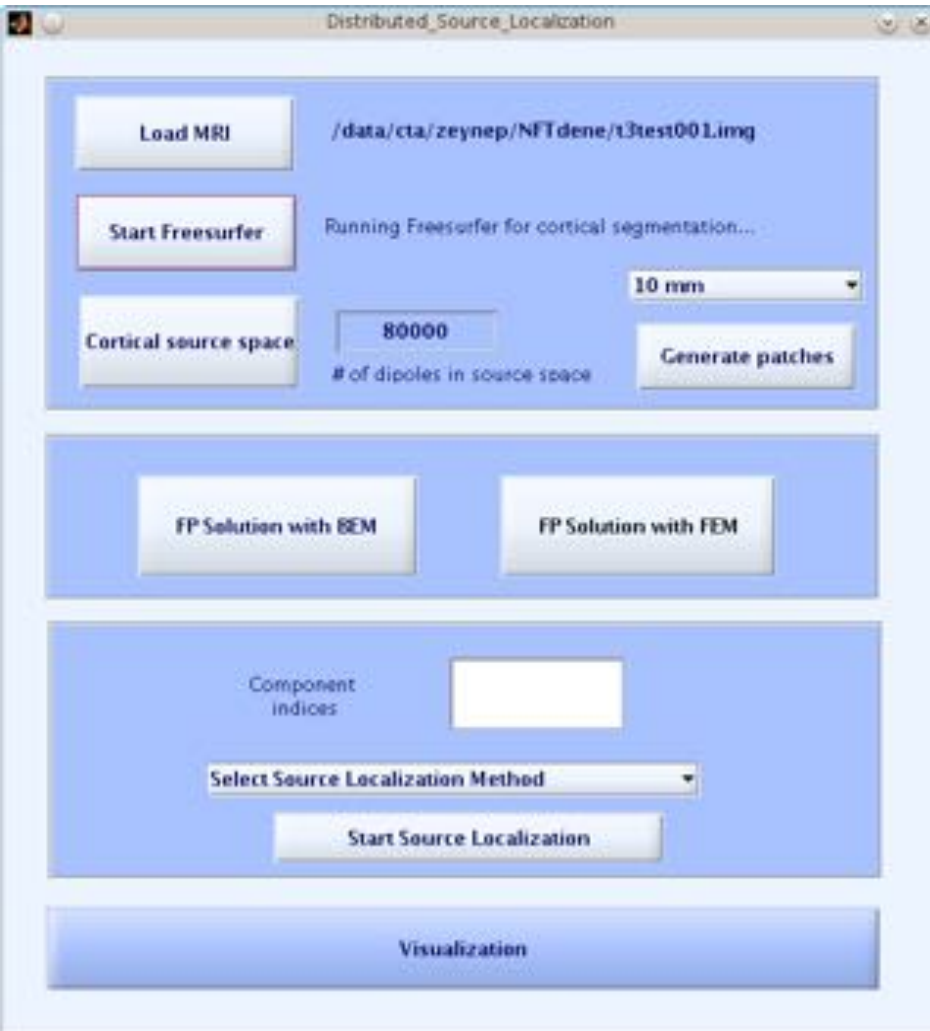 Distributed_Source_Localization
Load MRI
/data/cta/zeynep/NFTdene/t3test001.img
Start Freesurfer
Running Freesurfer for cortical segmentation...
10 mm
Cortical source space
80000
# of dipoles in source space
Generate patches
FP Solution with BEM
FP Solution with FEM
Component
indices
Select Source Localization Method
Start Source Localization
Visualization